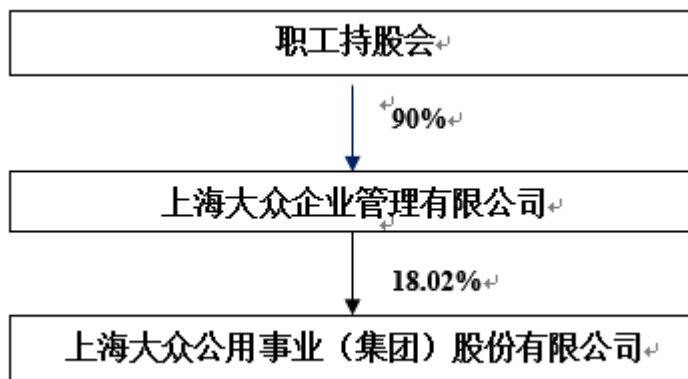 职工持股会
90%
上海大众企业管理有限公司
18.02%
上海大众公用事业（集团）股份有限公司